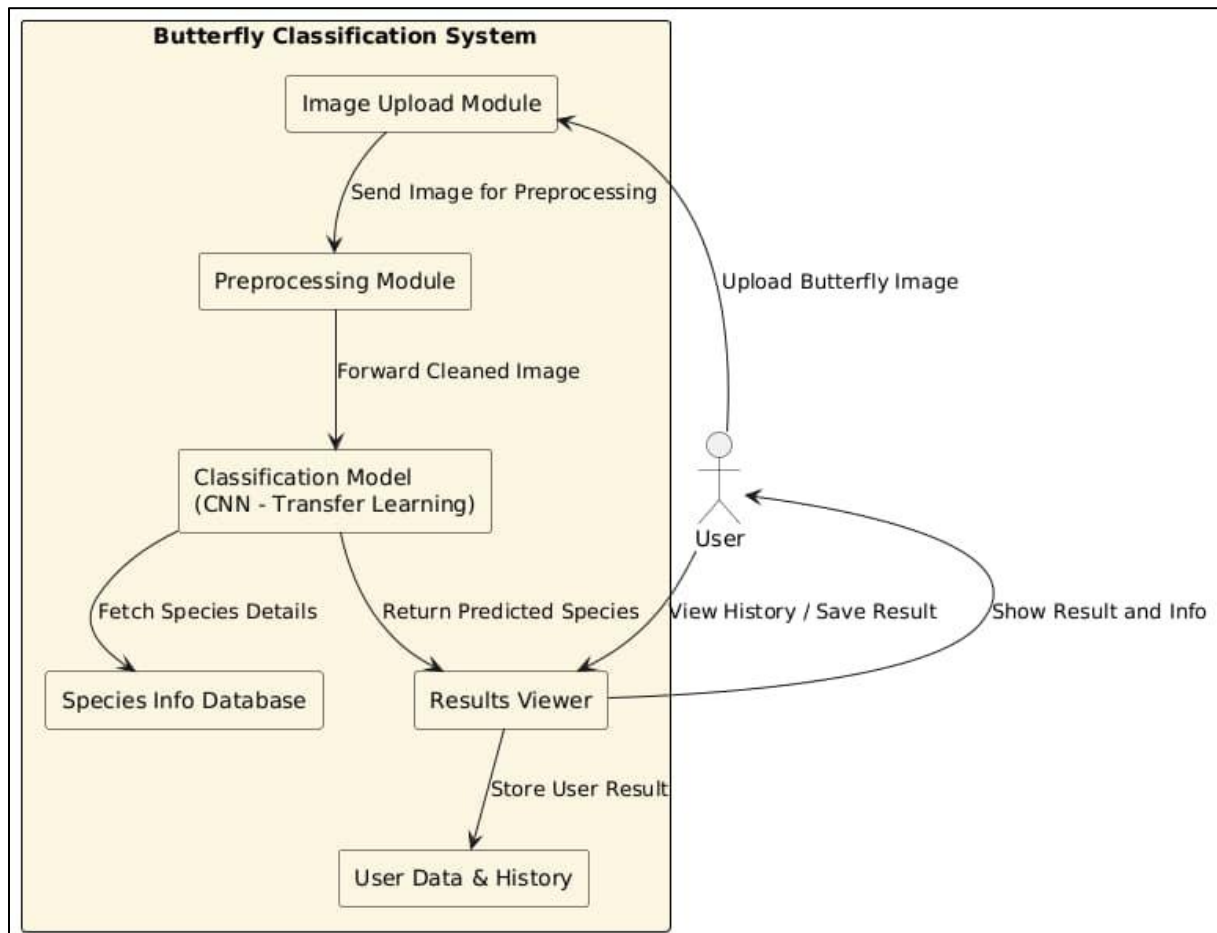 Butterfly Classification System
Image Upload Module
Send Image for Preprocessing
Preprocessing Module
Upload Butterfly Image
Forward Cleaned Image
Classification Model
(CNN - Transfer Learning)
User
Fetch Species Details
Return Predicted Species
View History / Save Result
Show Result and Info
Species Info Database
Results Viewer
Store User Result
User Data & History